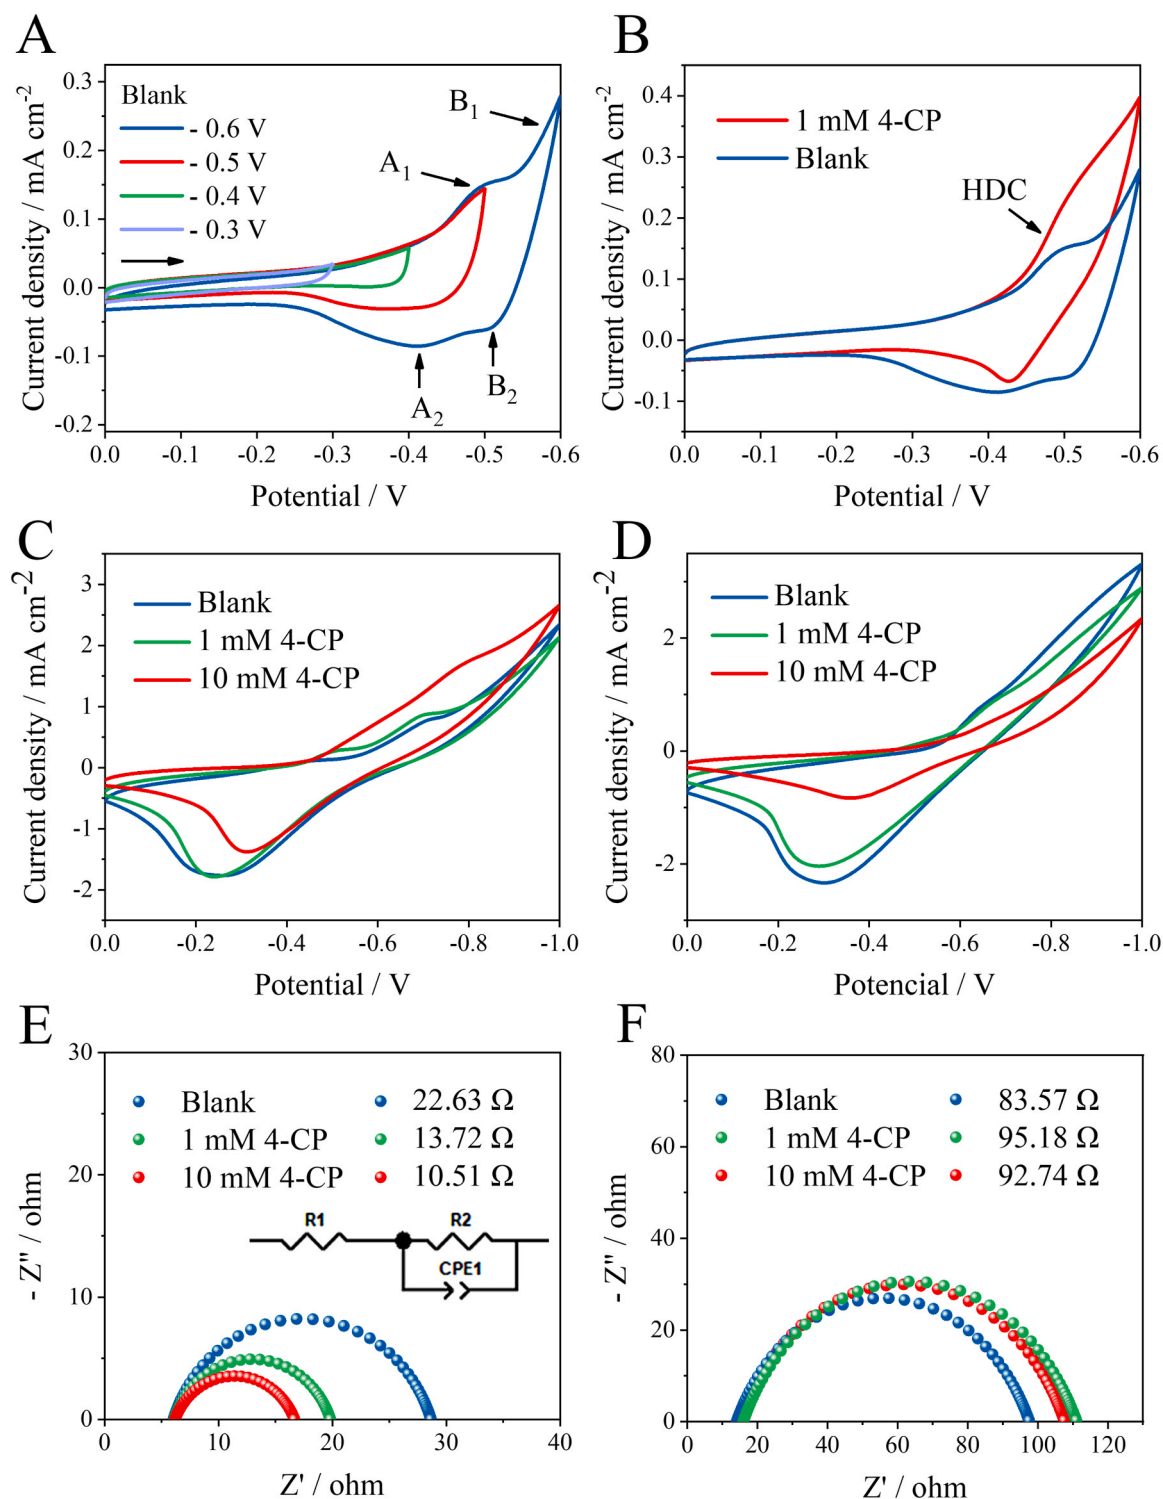 A
Current density / mA cm-2
0.3
0.2
0.1
0.0
-0.1
-0.2
Blank
- 0.6 V
- 0.5 V
- 0.4 V
- 0.3 V
A1
B1
A2
B2
0.0 -0.1 -0.2 -0.3 -0.4 -0.5 -0.6
Potential / V
B
Current density / mA cm-2
0.4
0.3
0.2
0.1
0.0
-0.1
1 mM 4-CP
Blank
HDC
0.0 -0.1 -0.2 -0.3 -0.4 -0.5 -0.6
Potential / V
C
Current density / mA cm-2
3
2
1
0
-1
-2
Blank
1 mM 4-CP
10 mM 4-CP
0.0 -0.2 -0.4 -0.6 -0.8 -1.0
Potential / V
D
Current density / mA cm-2
2
0
-2
Blank
1 mM 4-CP
10 mM 4-CP
0.0 -0.2 -0.4 -0.6 -0.8 -1.0
Potencial / V
E
- Z" / ohm
30
20
10
0
Blank 22.63 Ω
1 mM 4-CP 13.72 Ω
10 mM 4-CP 10.51 Ω
R1 R2
CPE1
0 10 20 30 40
Z' / ohm
F
- Z" / ohm
80
60
40
20
0
Blank 83.57 Ω
1 mM 4-CP 95.18 Ω
10 mM 4-CP 92.74 Ω
0 20 40 60 80 100 120
Z' / ohm